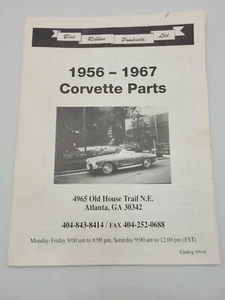 Blue Ribbon Products, Ltd.
1956 – 1967
Corvette Parts
4965 Old House Trail N.E.
Atlanta, GA 30342
404-843-8414 / FAX 404-252-0688
Monday-Friday 9:00 am to 8:00 pm, Saturday 9:00 am to 12:00 pm (EST)
Catalog